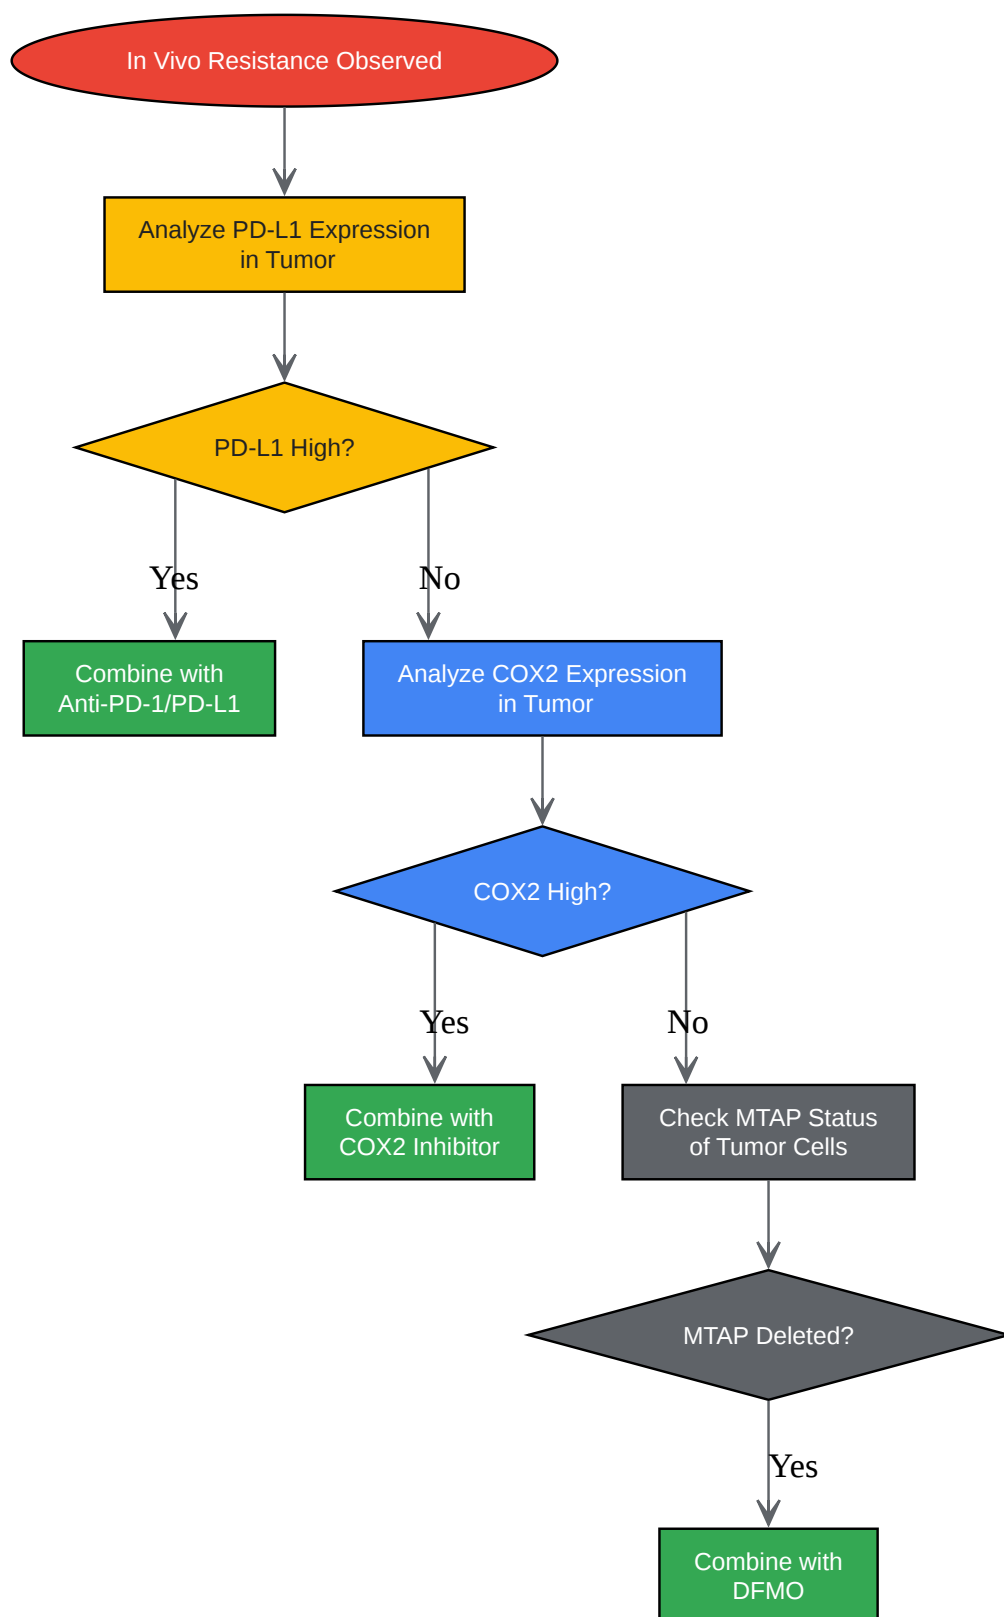 In Vivo Resistance Observed
Analyze PD-L1 Expression
in Tumor
PD-L1 High?
Yes
No
Combine with
Anti-PD-1/PD-L1
Analyze COX2 Expression
in Tumor
COX2 High?
Yes
No
Combine with
COX2 Inhibitor
Check MTAP Status
of Tumor Cells
MTAP Deleted?
Yes
Combine with
DFMO